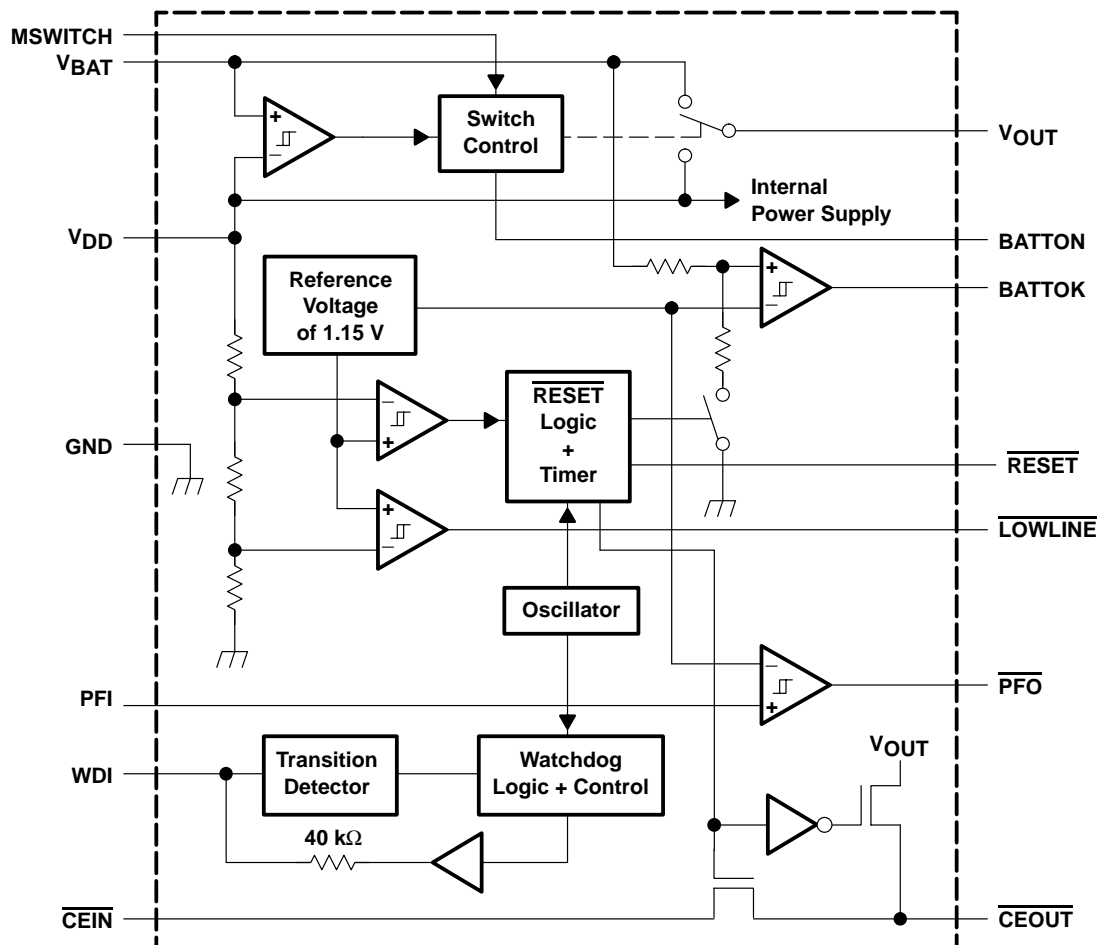 MSWITCH
VBAT
Switch
Control
VOUT
Internal
Power Supply
VDD
BATTON
Reference
Voltage
of 1.15 V
BATTOK
RESET
Logic
+
Timer
GND
RESET
LOWLINE
Oscillator
PFI
PFO
VOUT
WDI
Transition
Detector
Watchdog
Logic + Control
40 kΩ
CEIN
CEOUT
+
–
+
–
–
+
+
–
–
+